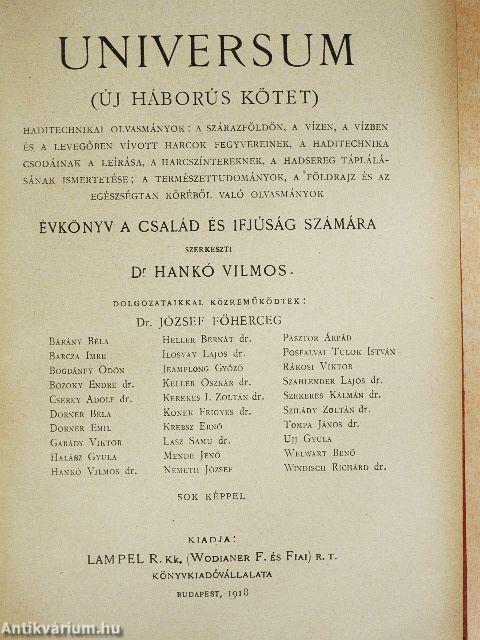 UNIVERSUM
(ÚJ HÁBORÚS KÖTET)
HADITECHNIKAI OLVASMÁNYOK: A SZÁRAZFÖLDÖN, A VÍZEN, A VÍZBEN
ÉS A LEVEGŐBEN VÍVOTT HARCOK FEGYVEREINEK, A HADITECHNIKA
CSODÁINAK A LEÍRÁSA, A HARCSZÍNTEREKNEK, A HADSEREG TÁPLÁLÁ-
SÁNAK ISMERTETÉSE; A TERMÉSZETTUDOMÁNYOK, A FÖLDRAJZ ÉS AZ
EGÉSZSÉGTAN KÖRÉBŐL VALÓ OLVASMÁNYOK
ÉVKÖNYV A CSALÁD ÉS IFJÚSÁG SZÁMÁRA
SZERKESZTI
Dr HANKÓ VILMOS.
DOLGOZATAIKKAL KÖZREMŰKÖDTEK:
Dr. JÓZSEF FŐHERCEG
BÁRÁNY BÉLA
BARCZA IMRE
BOGDÁNFY ÖDÖN
BOZÓKY ENDRE dr.
CSEREY ADOLF dr.
DORNER BÉLA
DORNER EMIL
GARÁDY VIKTOR
HALÁSZ GYULA
HANKÓ VILMOS dr.
HELLER BERNÁT dr.
ILOSVAY LAJOS dr.
JEAMPLONG GYŐZŐ
KELLER OSZKÁR dr.
KEREKES I. ZOLTÁN dr.
KONEK FRIGYES dr.
KREBSZ ERNŐ
LASZ SAMU dr.
MENDE JENŐ
NÉMETH JÓZSEF
PÁSZTOR ÁRPÁD
POSFALVAI TULOK ISTVÁN
RÁKOSI VIKTOR
SZAHLENDER LAJOS dr.
SZEKERES KÁLMÁN dr.
SZILÁDY ZOLTÁN dr.
TOMPA JÁNOS dr.
UJJ GYULA
WELWART BENŐ
WINDISCH RICHÁRD dr.
SOK KÉPPEL
KIADJA:
LAMPEL R. KK. (WODIANER F. ÉS FIAI) R. T.
KÖNYVKIADÓVÁLLALATA
BUDAPEST, 1918
Antikvárium.hu